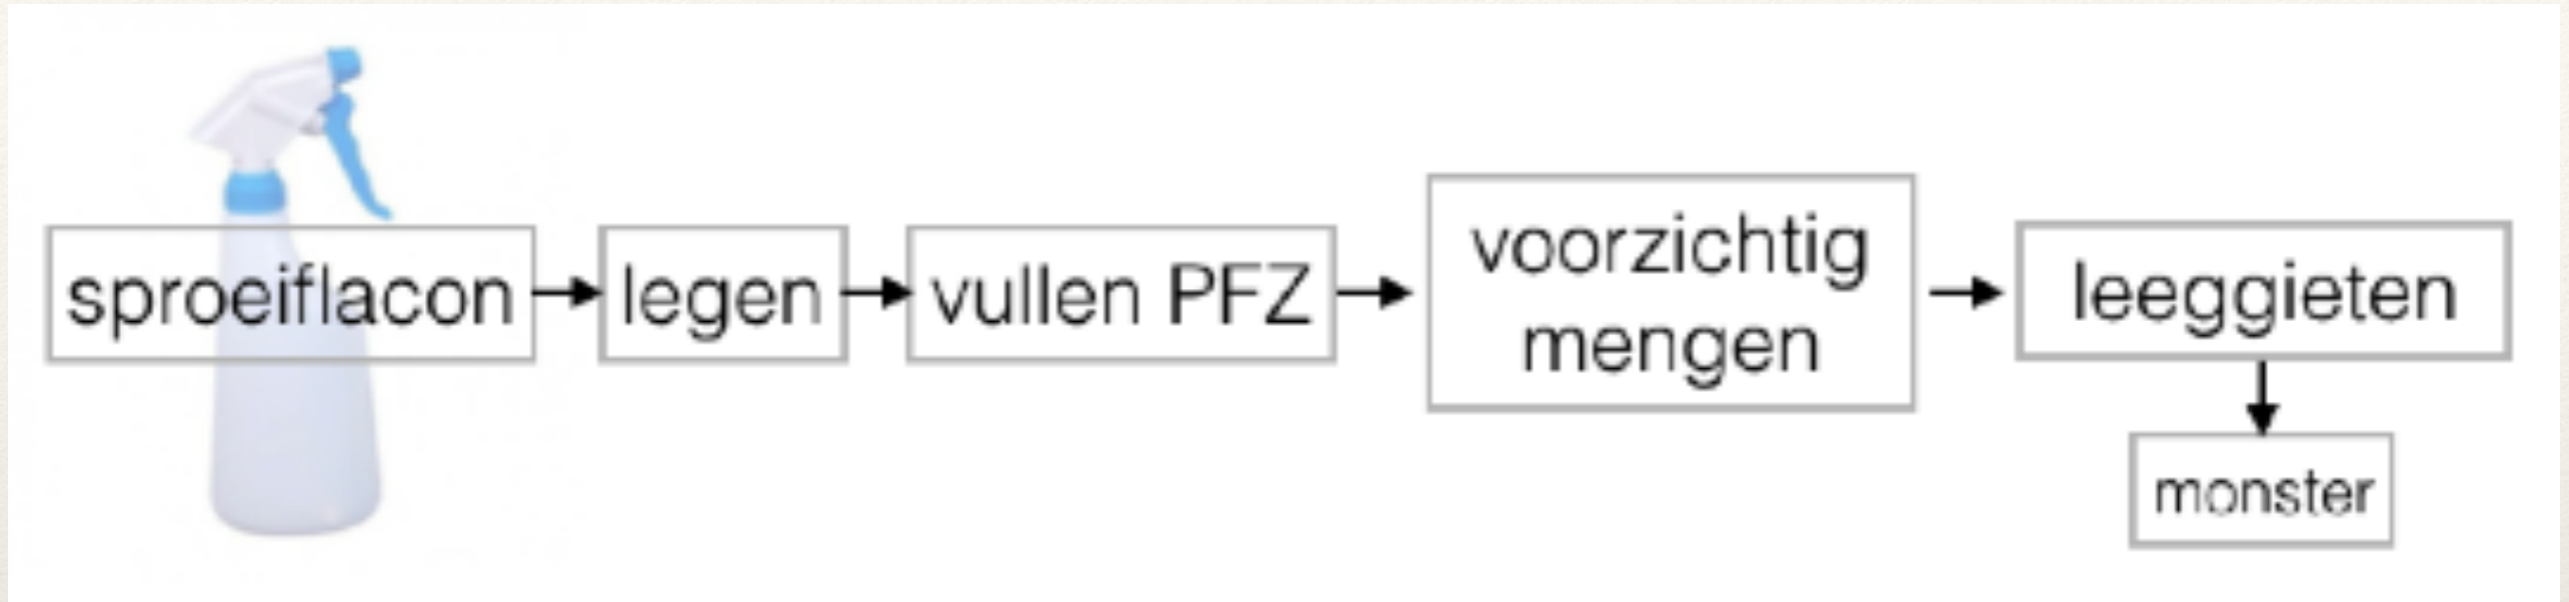 sproeiflacon
legen
vullen PFZ
voorzichtig
mengen
leeggieten
monster